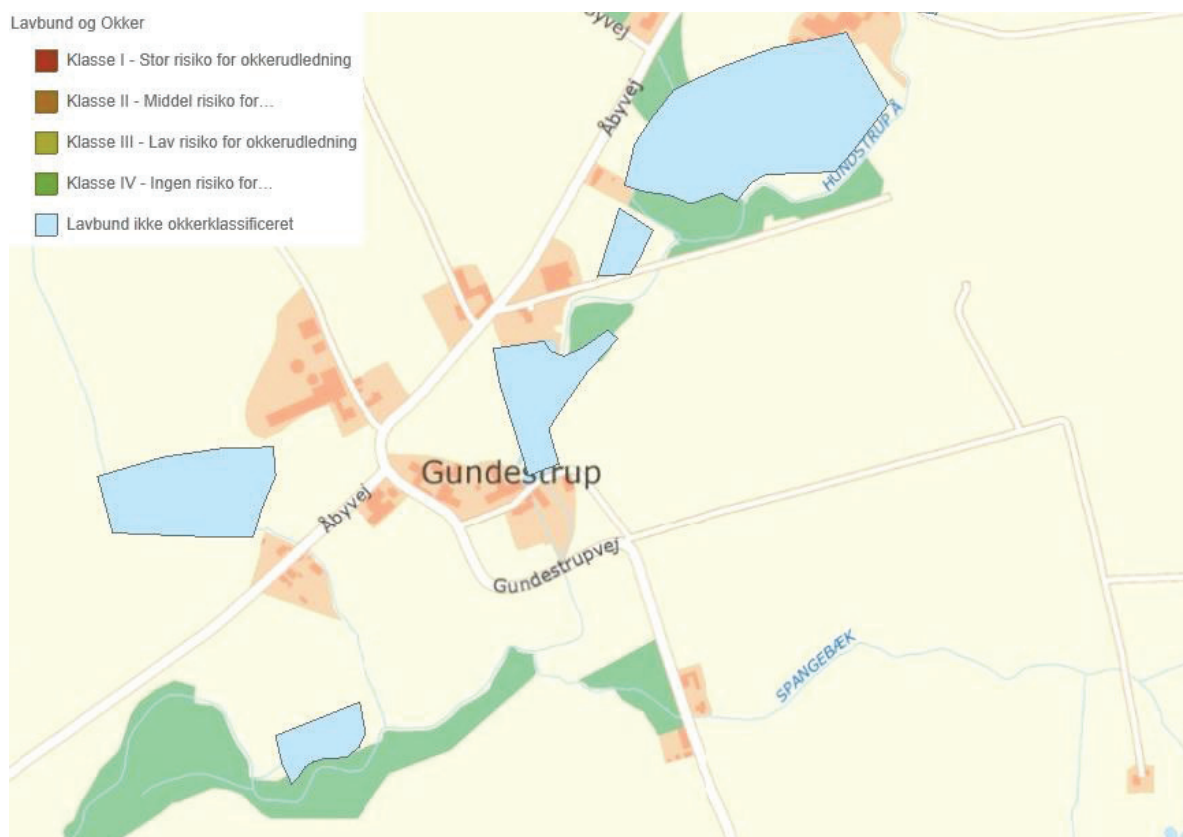 Lavbund og Okker
Klasse I - Stor risiko for okkerudledning
Klasse II - Middel risiko for...
Klasse III - Lav risiko for okkerudledning
Klasse IV - Ingen risiko for...
Lavbund ikke okkerklassificeret
Åbyvej
HUNDSTRUP Å
Gundestrup
Åbyvej
Gundestrupvej
SPANGEBÆK